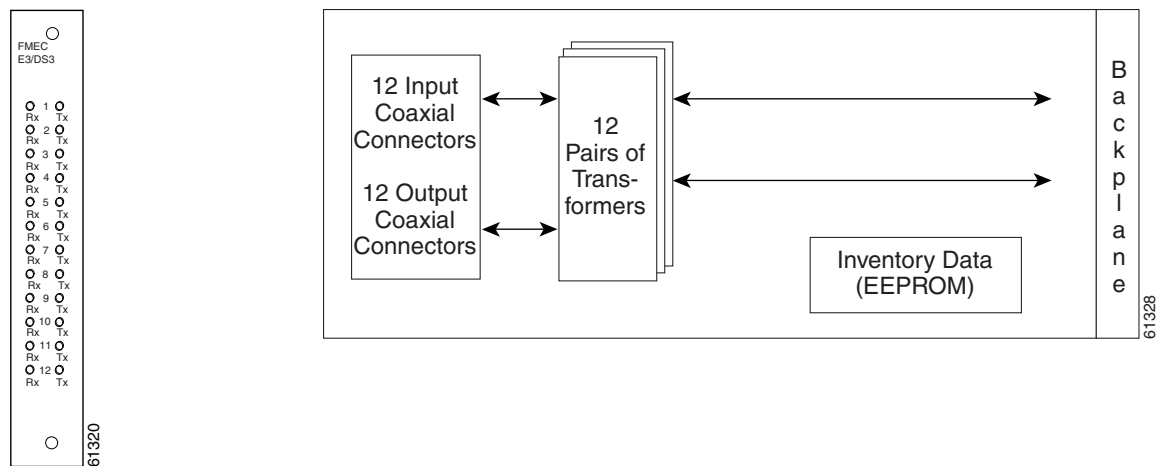 FMEC
E3/DS3
1
Rx Tx
2
Rx Tx
3
Rx Tx
4
Rx Tx
5
Rx Tx
6
Rx Tx
7
Rx Tx
8
Rx Tx
9
Rx Tx
10
Rx Tx
11
Rx Tx
12
Rx Tx
61320
12 Input
Coaxial
Connectors
12 Output
Coaxial
Connectors
12
Pairs of
Trans-
formers
Inventory Data
(EEPROM)
Backplane
61328